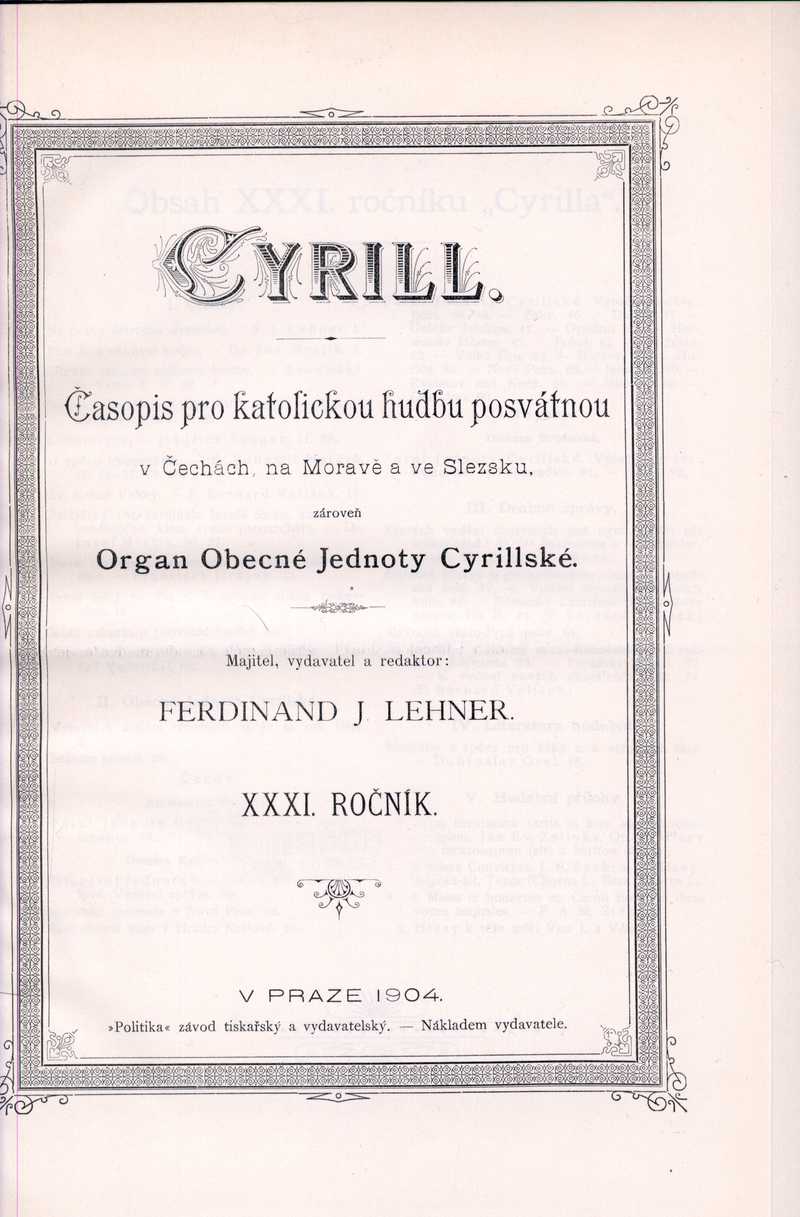 CYRILL.
Časopis pro katolickou hudbu posvátnou
v Čechách, na Moravě a ve Slezsku,
zároveň
Organ Obecné Jednoty Cyrillské.
Majitel, vydavatel a redaktor:
FERDINAND J. LEHNER.
XXXI. ROČNÍK.
V PRAZE 1904.
»Politika« závod tiskařský a vydavatelský. — Nákladem vydavatele.